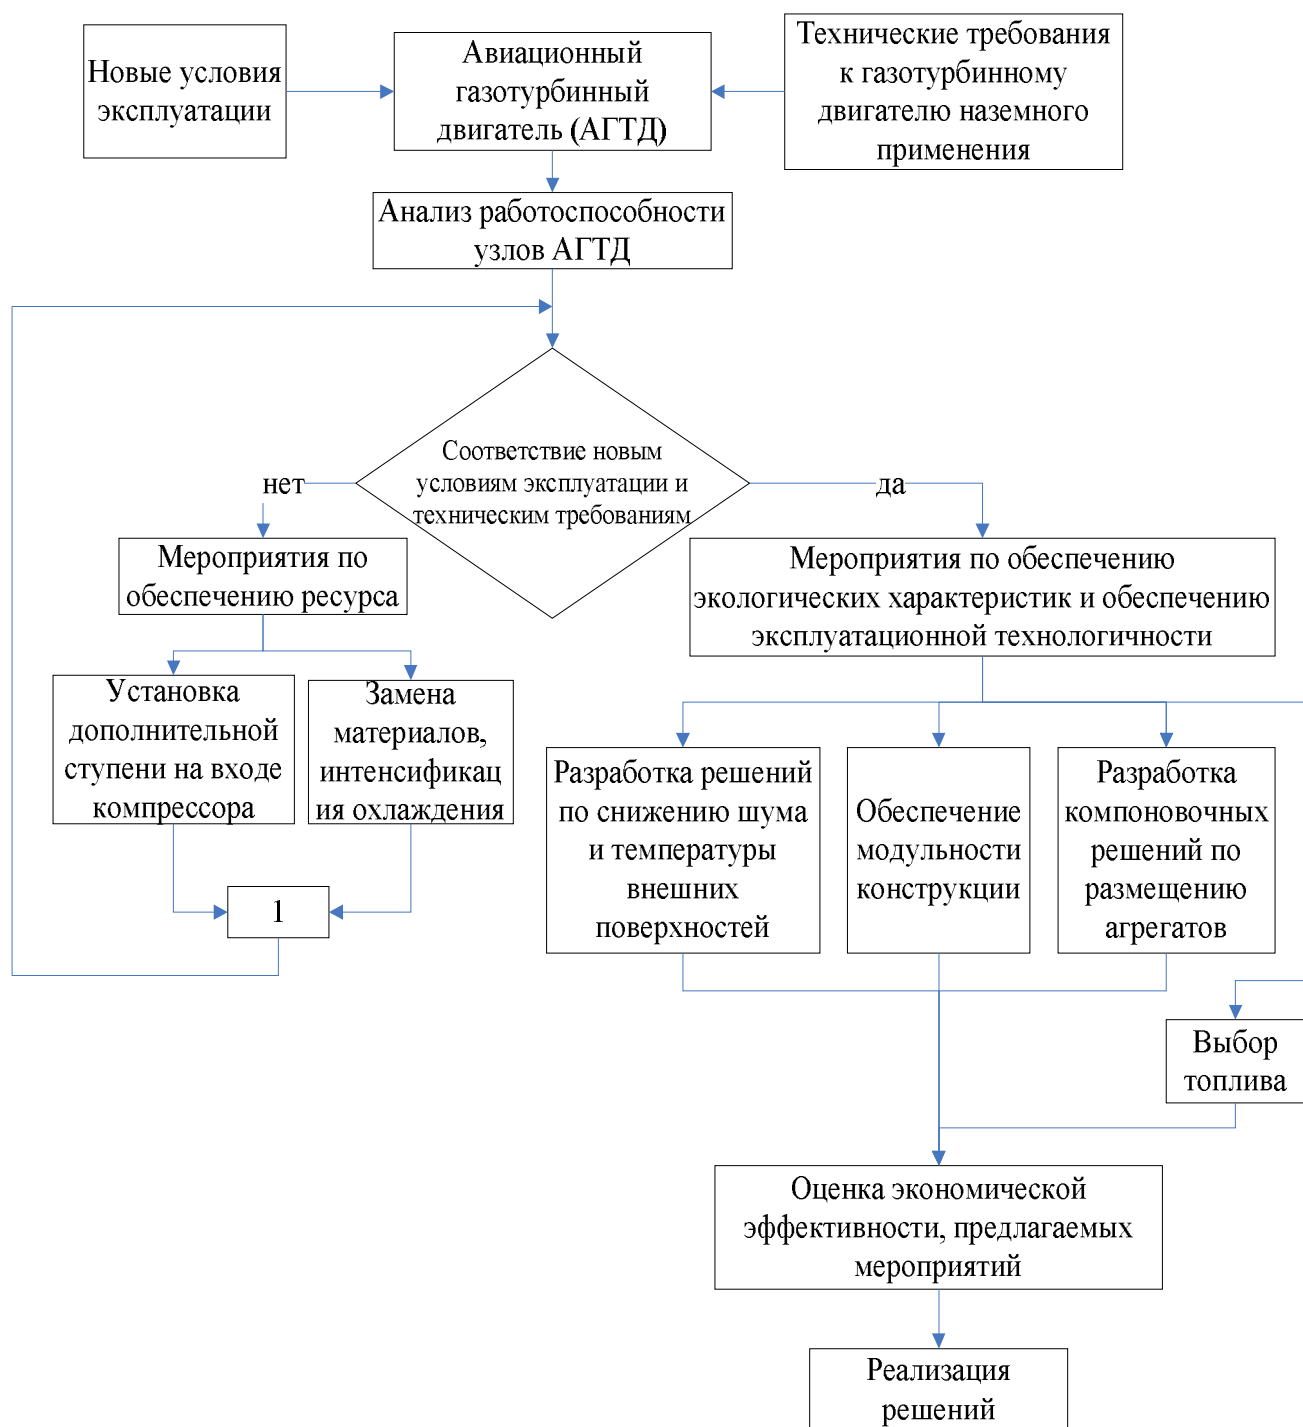 Новые условия
эксплуатации
Авиационный
газотурбинный
двигатель (АГТД)
Технические требования
к газотурбинному
двигателю наземного
применения
Анализ работоспособности
узлов АГТД
Соответствие новым
условиям эксплуатации и
техническим требованиям
нет
да
Мероприятия по
обеспечению ресурса
Мероприятия по обеспечению
экологических характеристик и обеспечению
эксплуатационной технологичности
Установка
дополнительной
ступени на входе
компрессора
Замена
материалов,
интенсификац
ия охлаждения
1
Разработка решений
по снижению шума
и температуры
внешних
поверхностей
Обеспечение
модульности
конструкции
Разработка
компоновочных
решений по
размещению
агрегатов
Выбор
топлива
Оценка экономической
эффективности, предлагаемых
мероприятий
Реализация
решений